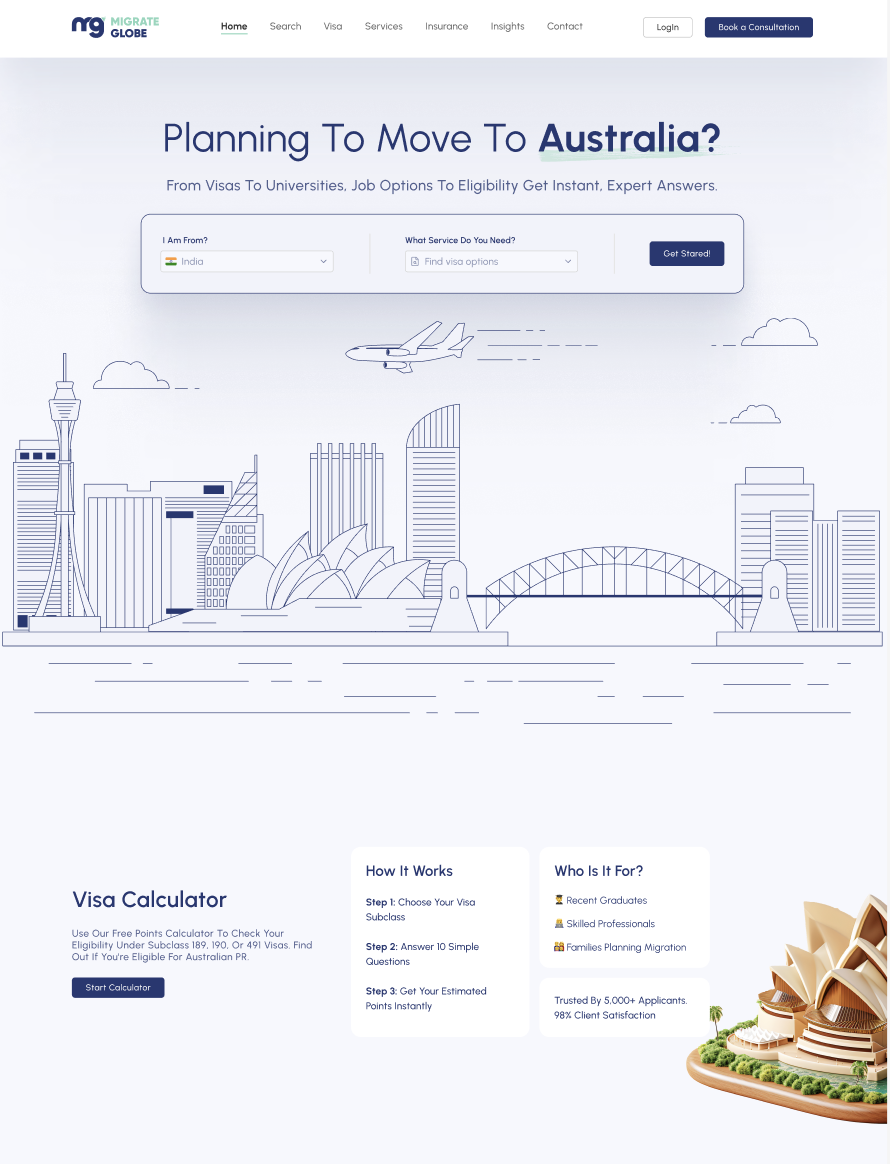 mg MIGRATE
GLOBE
Home Search Visa Services Insurance Insights Contact
LogIn
Book a Consultation
Planning To Move To Australia?
From Visas To Universities, Job Options To Eligibility Get Instant, Expert Answers.
I Am From?
India
What Service Do You Need?
Find visa options
Get Stared!
Visa Calculator
Use Our Free Points Calculator To Check Your
Eligibility Under Subclass 189, 190, Or 491 Visas. Find
Out If You're Eligible For Australian PR.
Start Calculator
How It Works
Step 1: Choose Your Visa
Subclass
Step 2: Answer 10 Simple
Questions
Step 3: Get Your Estimated
Points Instantly
Who Is It For?
Recent Graduates
Skilled Professionals
Families Planning Migration
Trusted By 5,000+ Applicants.
98% Client Satisfaction